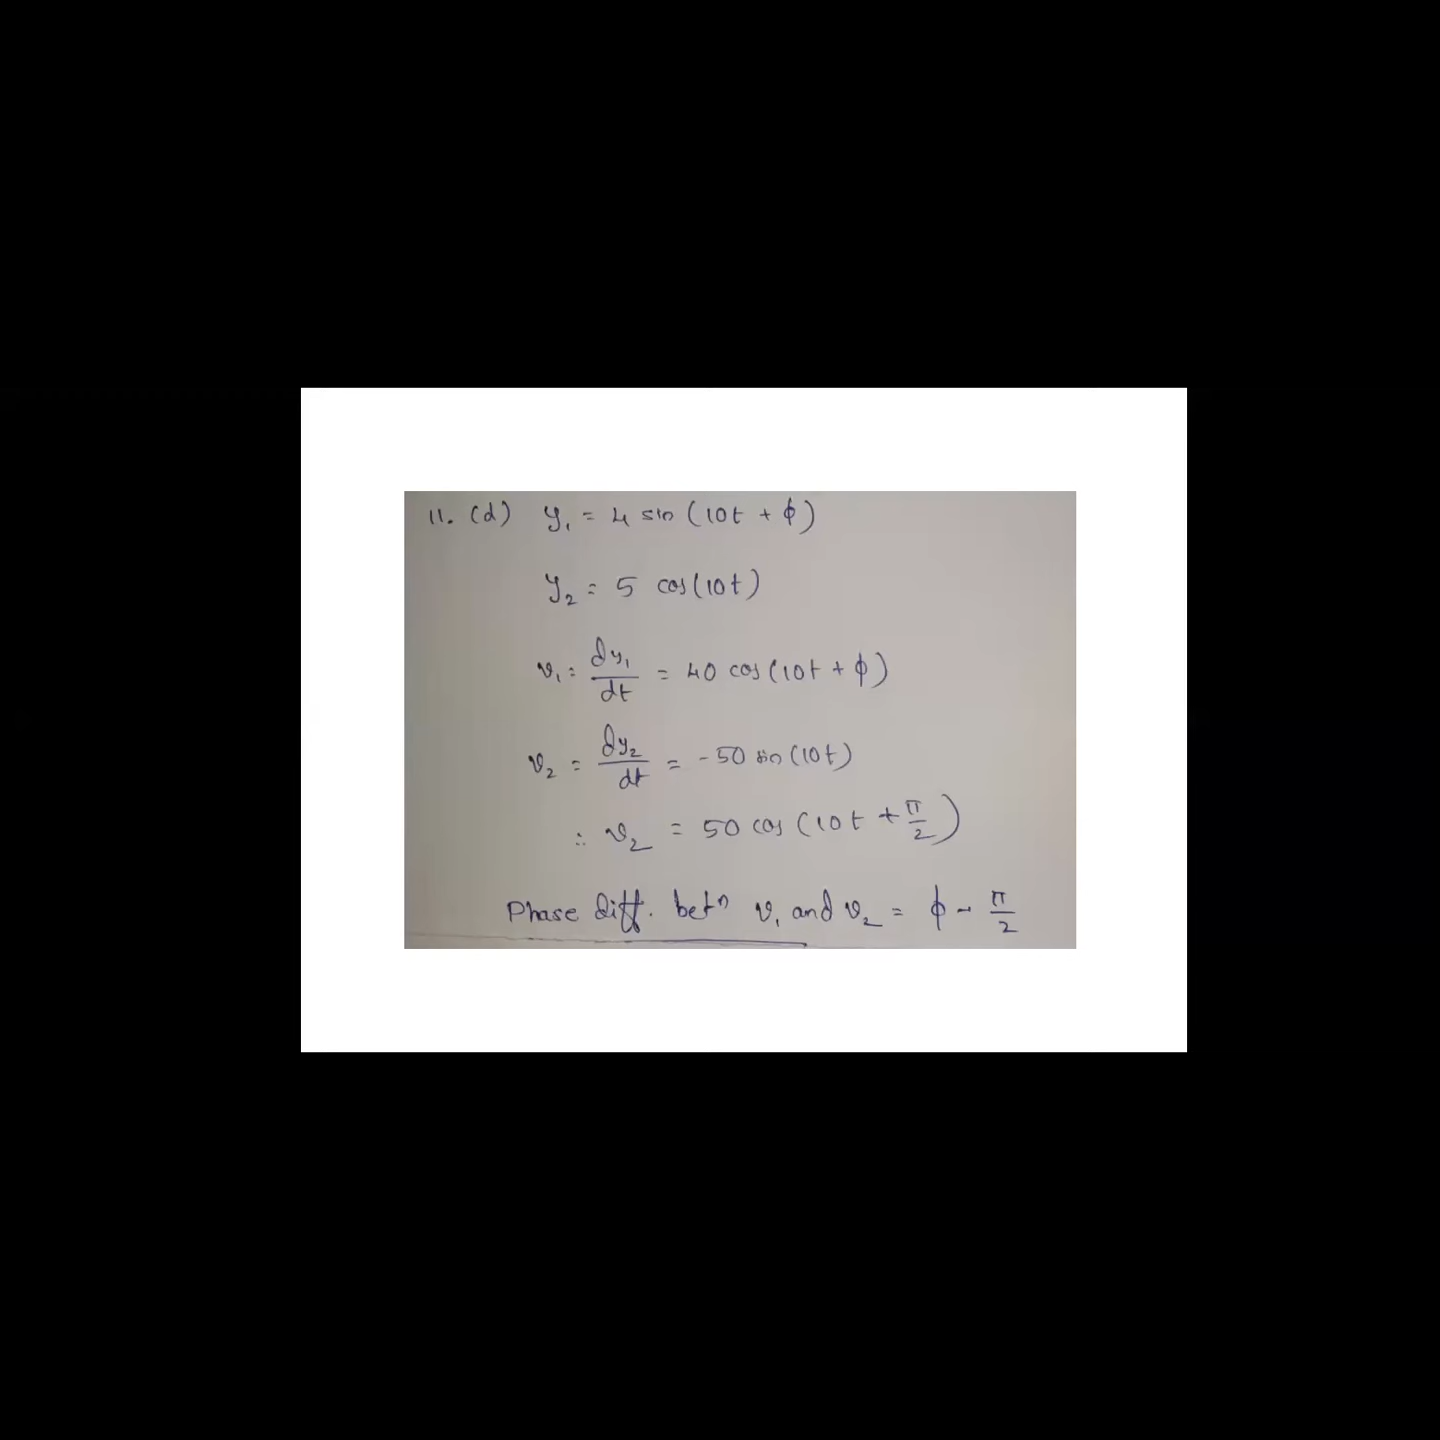 11. (d) y₁ = 4 sin (10t + ϕ)
y₂ = 5 cos(10t)
v₁ = dy₁/dt = 40 cos(10t + ϕ)
v₂ = dy₂/dt = -50 sin(10t)
∴ v₂ = 50 cos(10t + π/2)
Phase diff. betⁿ v₁ and v₂ = ϕ - π/2